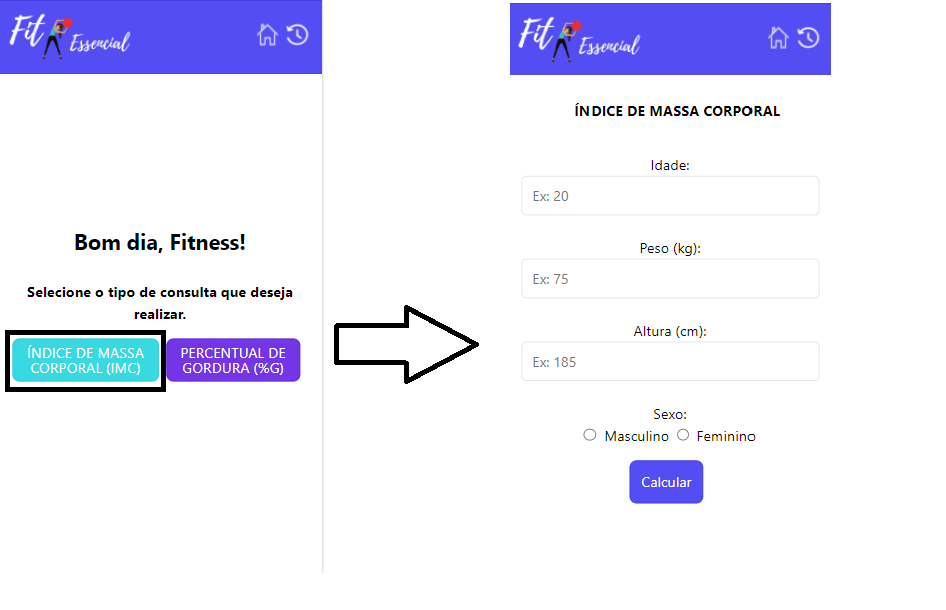 Fit
Essencial
Bom dia, Fitness!
Selecione o tipo de consulta que deseja
realizar.
ÍNDICE DE MASSA
CORPORAL (IMC)
PERCENTUAL DE
GORDURA (%G)
Fit
Essencial
ÍNDICE DE MASSA CORPORAL
Idade:
Ex: 20
Peso (kg):
Ex: 75
Altura (cm):
Ex: 185
Sexo:
Masculino Feminino
Calcular